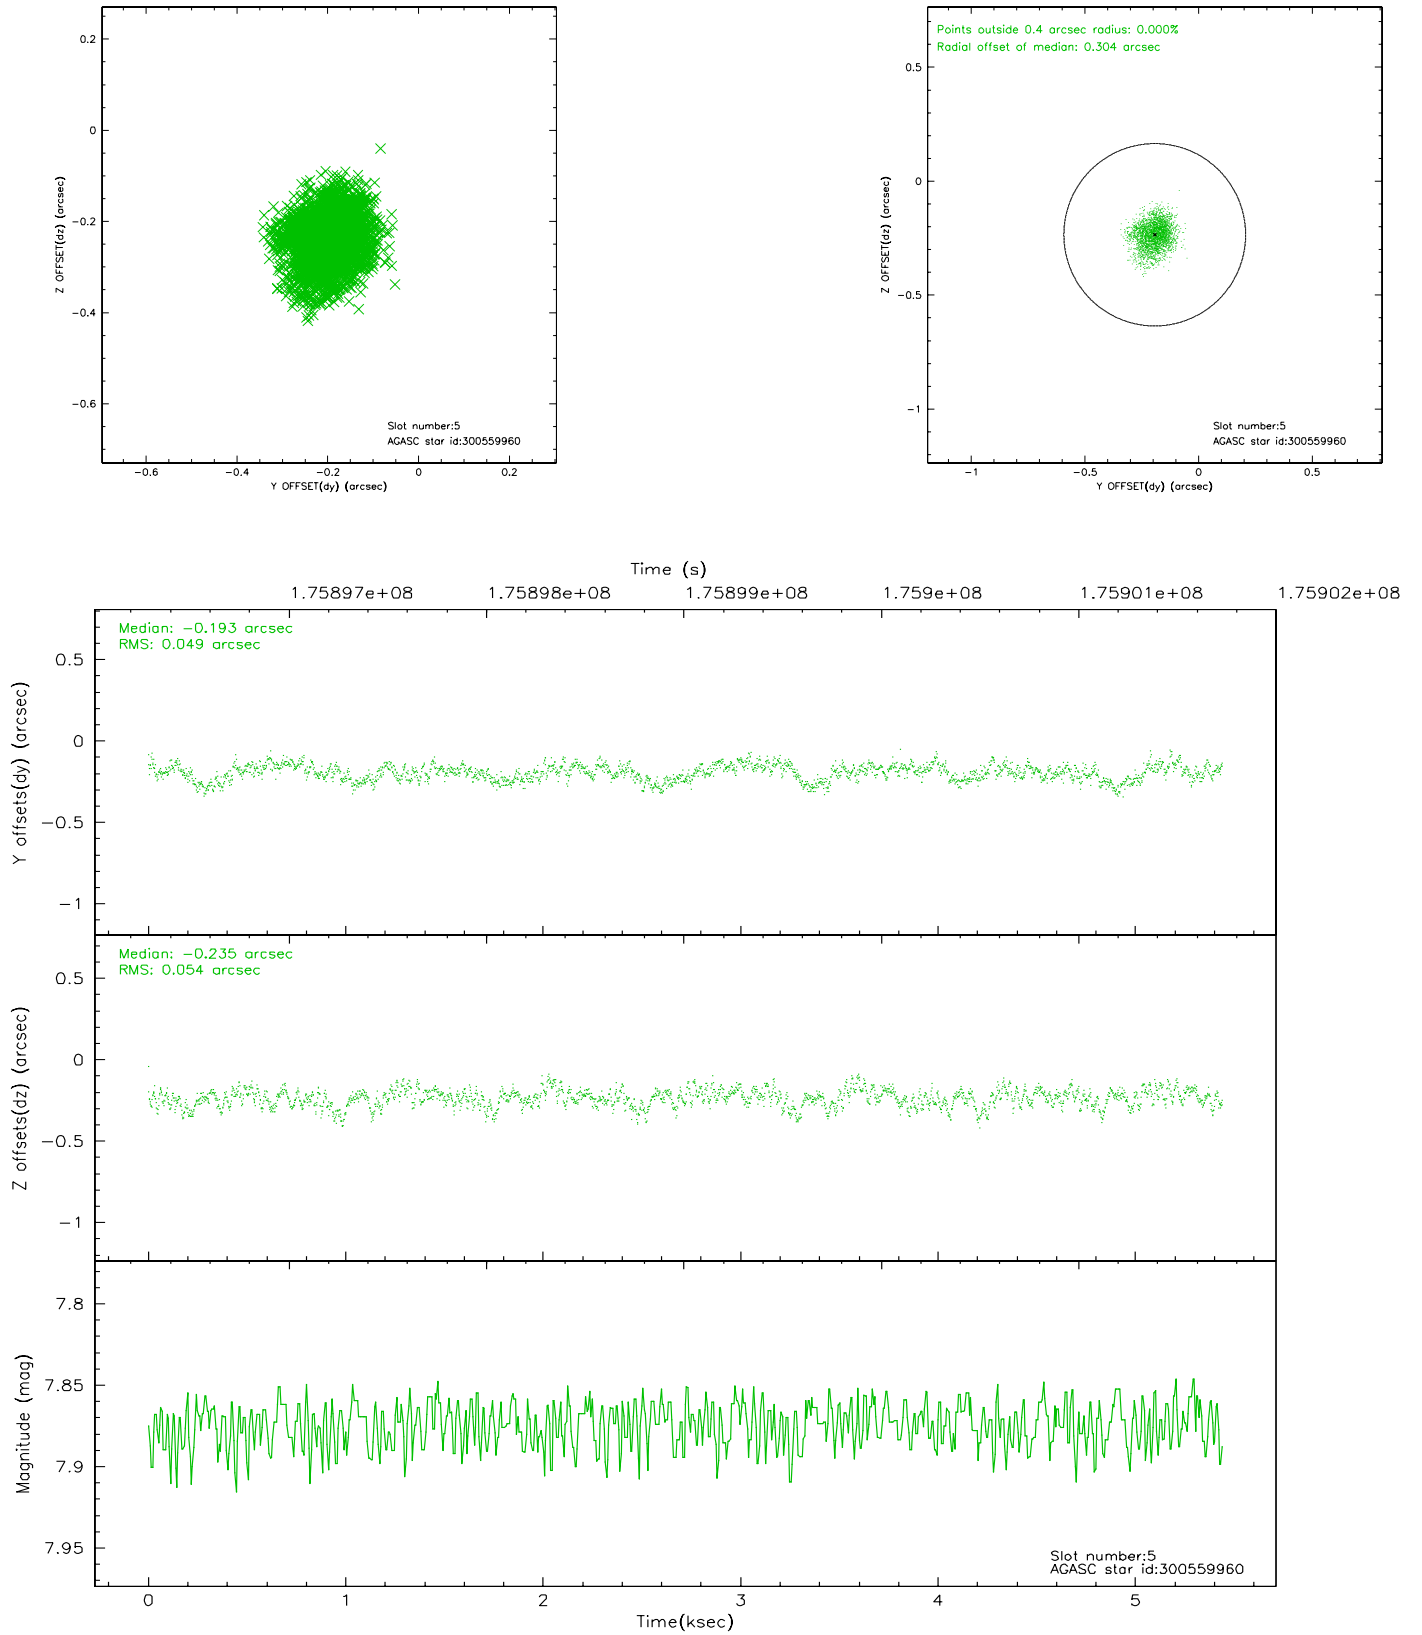 0.2
0
−0.2
−0.4
−0.6
Z OFFSET(dz) (arcsec)
Slot number:5
AGASC star id:300559960
−0.6 −0.4 −0.2 0 0.2
Y OFFSET(dy) (arcsec)
Points outside 0.4 arcsec radius: 0.000%
Radial offset of median: 0.304 arcsec
0.5
0
−0.5
−1
Z OFFSET(dz) (arcsec)
Slot number:5
AGASC star id:300559960
−1 −0.5 0 0.5
Y OFFSET(dy) (arcsec)
Time (s)
1.75897e+08 1.75898e+08 1.75899e+08 1.759e+08 1.75901e+08 1.75902e+08
Median: −0.193 arcsec
RMS: 0.049 arcsec
0.5
0
−0.5
−1
Y offsets(dy) (arcsec)
Median: −0.235 arcsec
RMS: 0.054 arcsec
0.5
0
−0.5
−1
Z offsets(dz) (arcsec)
7.8
7.85
7.9
7.95
Magnitude (mag)
Slot number:5
AGASC star id:300559960
0 1 2 3 4 5
Time(ksec)